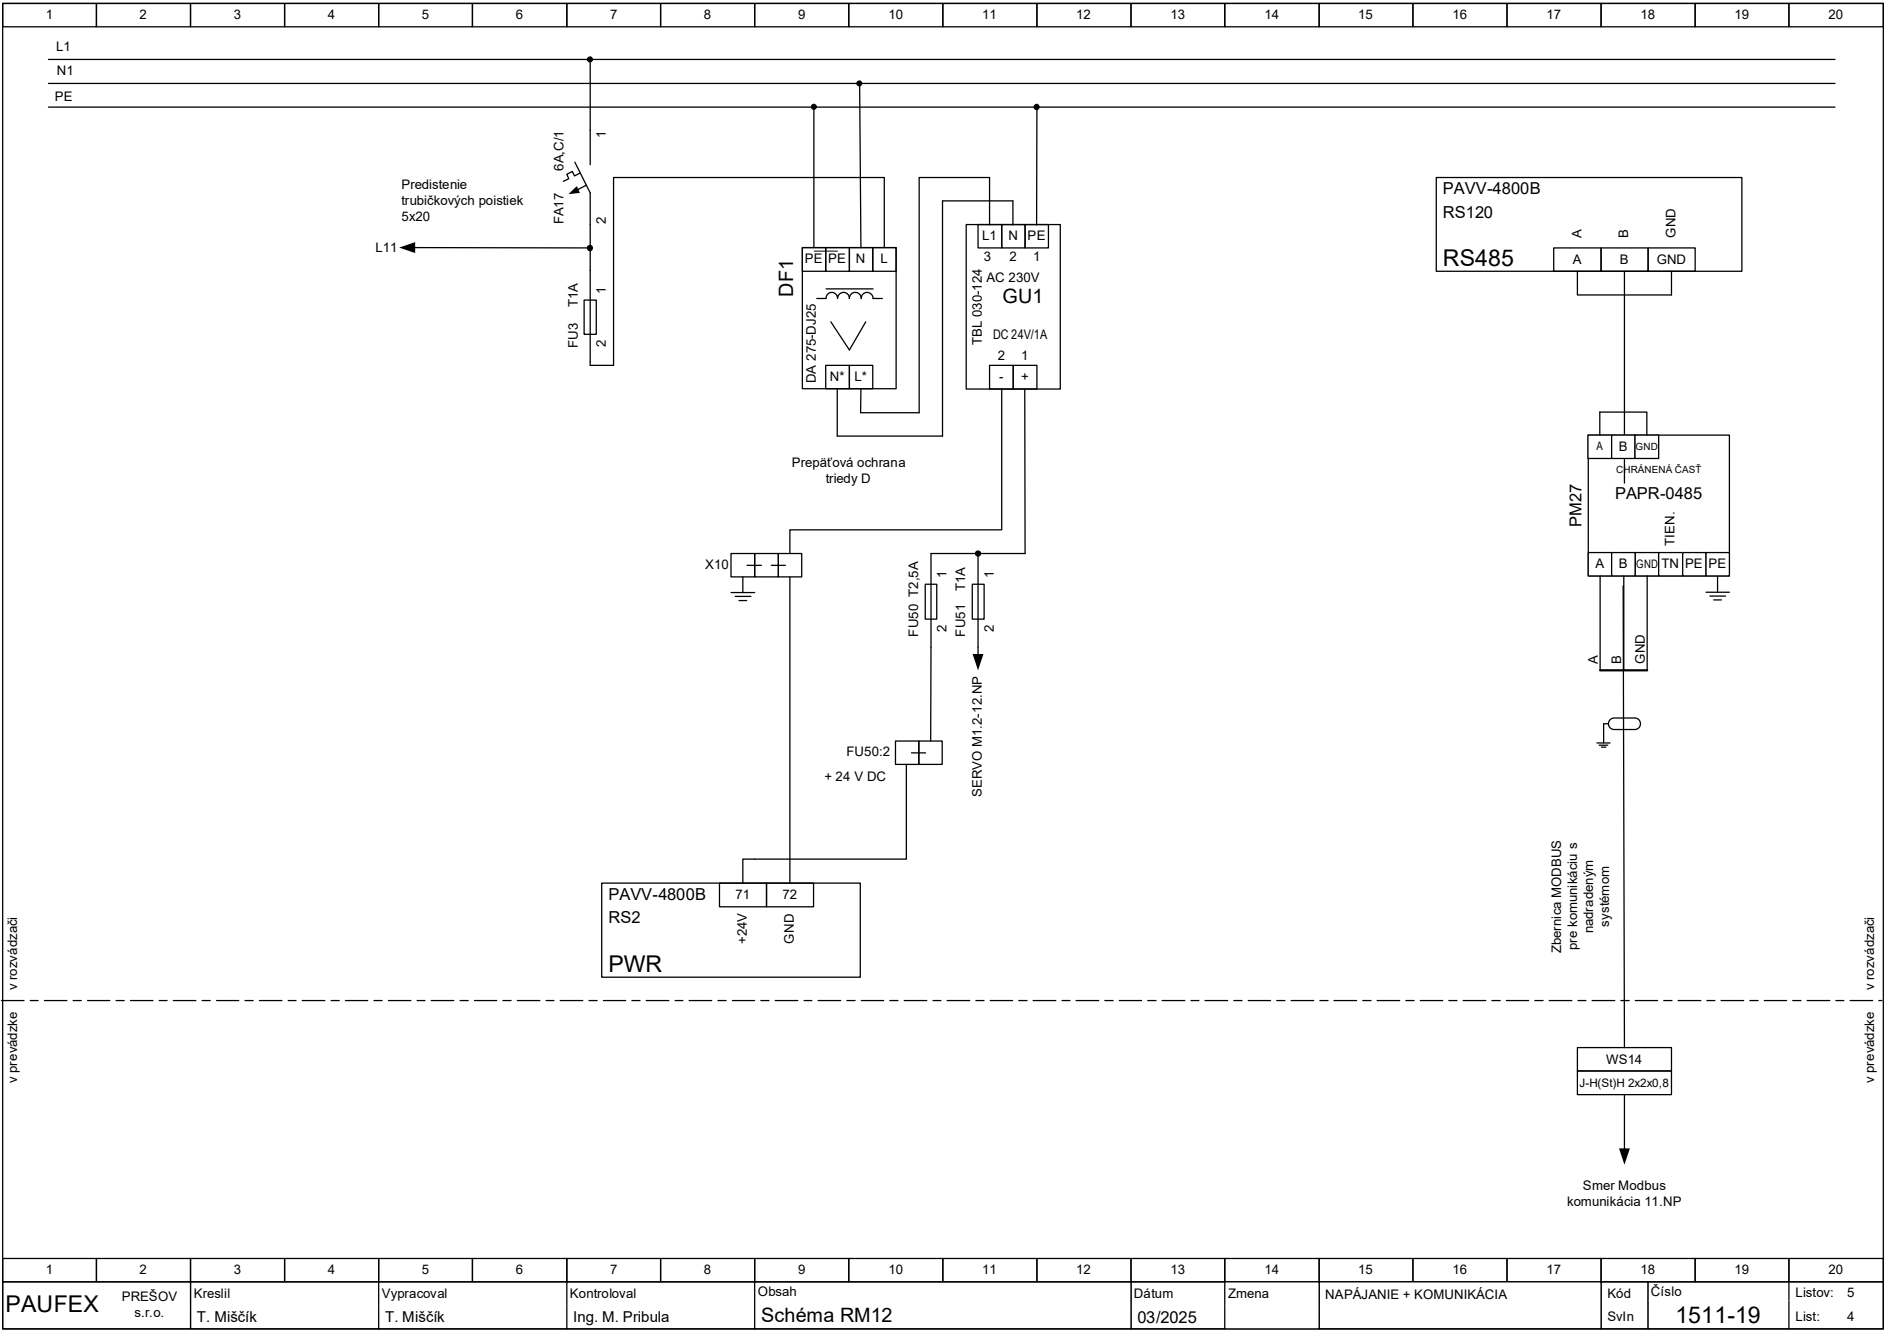 1 2 3 4 5 6 7 8 9 10 11 12 13 14 15 16 17 18 19 20
L1
N1
PE
6A,C/1
FA17
1
2
Predistenie
trubičkových poistiek
5x20
L11
FU3 T1A
1
2
DF1
PE PE N L
DA 275-DJ25
N* L*
Prepäťová ochrana
triedy D
L1 N PE
3 2 1
AC 230V
GU1
TBL 030-124
DC 24V/1A
2 1
- +
X10
FU50 T2,5A
1
2
FU51 T1A
1
2
SERVO M1.2-12.NP
FU50:2
+ 24 V DC
PAVV-4800B
RS2
PWR
71 72
+24V
GND
PAVV-4800B
RS120
RS485
A B GND
A B GND
A B GND
CHRÁNENÁ ČASŤ
PAPR-0485
PM27
TIEN.
A B GND TN PE PE
A B GND
Zbernica MODBUS
pre komunikáciu s
nadradeným
systémom
v rozvádzači
v prevádzke
v rozvádzači
v prevádzke
WS14
J-H(St)H 2x2x0,8
Smer Modbus
komunikácia 11.NP
1 2 3 4 5 6 7 8 9 10 11 12 13 14 15 16 17 18 19 20
PAUFEX
PREŠOV
s.r.o.
Kreslil
T. Miščík
Vypracoval
T. Miščík
Kontroloval
Ing. M. Pribula
Obsah
Schéma RM12
Dátum
03/2025
Zmena
NAPÁJANIE + KOMUNIKÁCIA
Kód
Svln
Číslo
1511-19
Listov: 5
List: 4